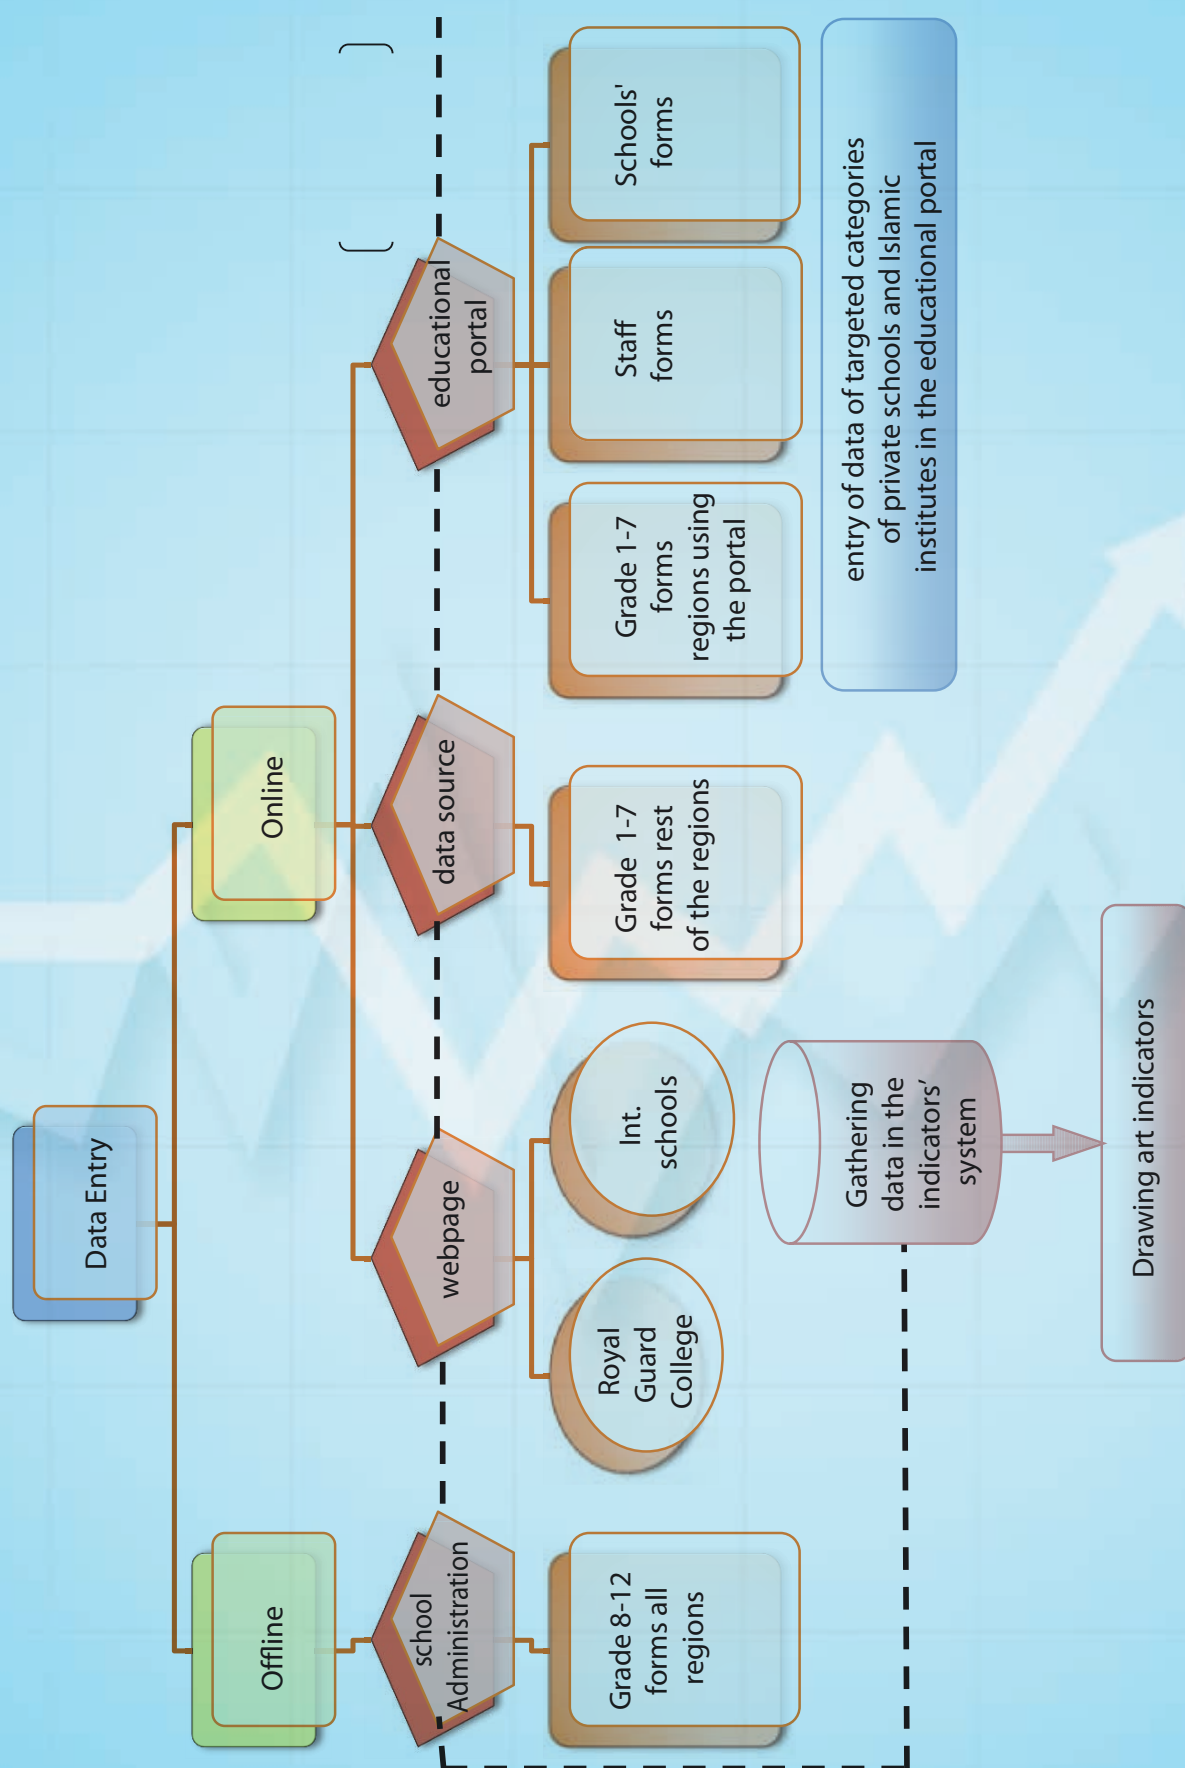 Data Entry
Offline
Online
school
Administration
webpage
data source
educational
portal
Grade 8-12
forms all
regions
Royal
Guard
College
Int.
schools
Grade 1-7
forms rest
of the regions
Grade 1-7
forms
regions using
the portal
Staff
forms
Schools'
forms
Gathering
data in the
indicators’
system
entry of data of targeted categories
of private schools and Islamic
institutes in the educational portal
Drawing art indicators